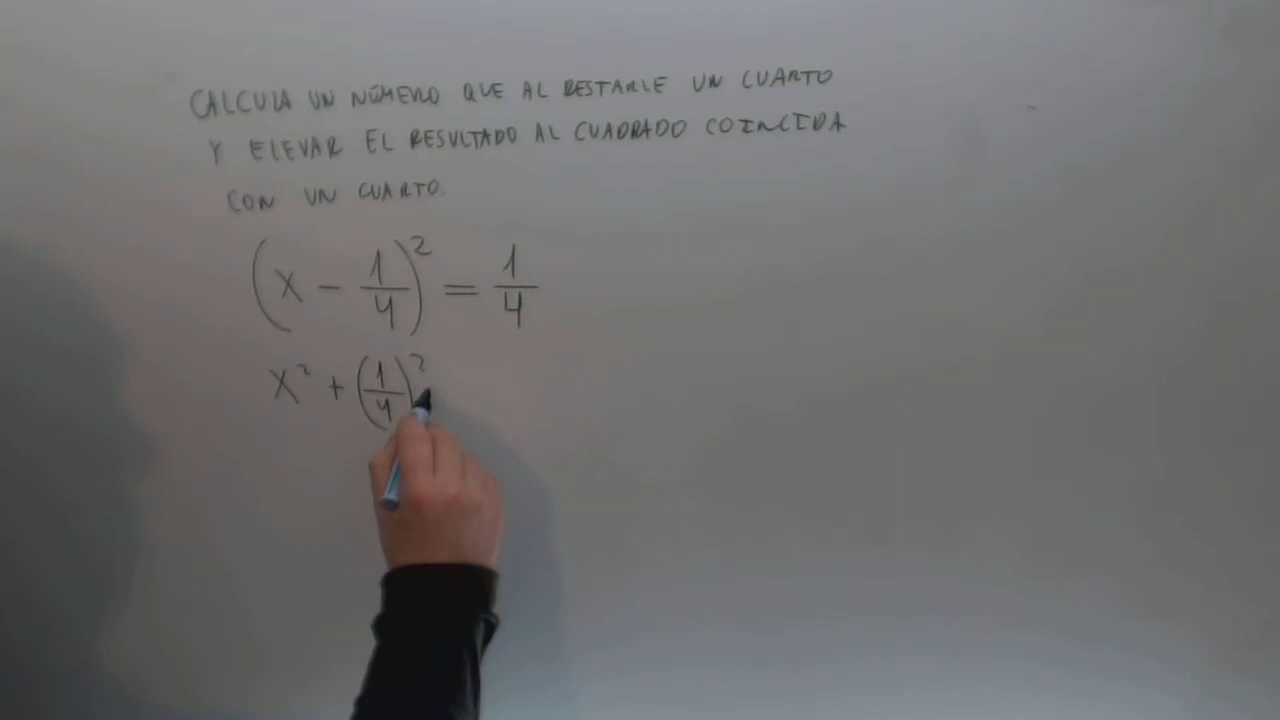 CALCULA UN NÚMERO QUE AL RESTARLE UN CUARTO
Y ELEVAR EL RESULTADO AL CUADRADO COINCIDA
CON UN CUARTO.
(x - 1/4)² = 1/4
x² + (1/4)²